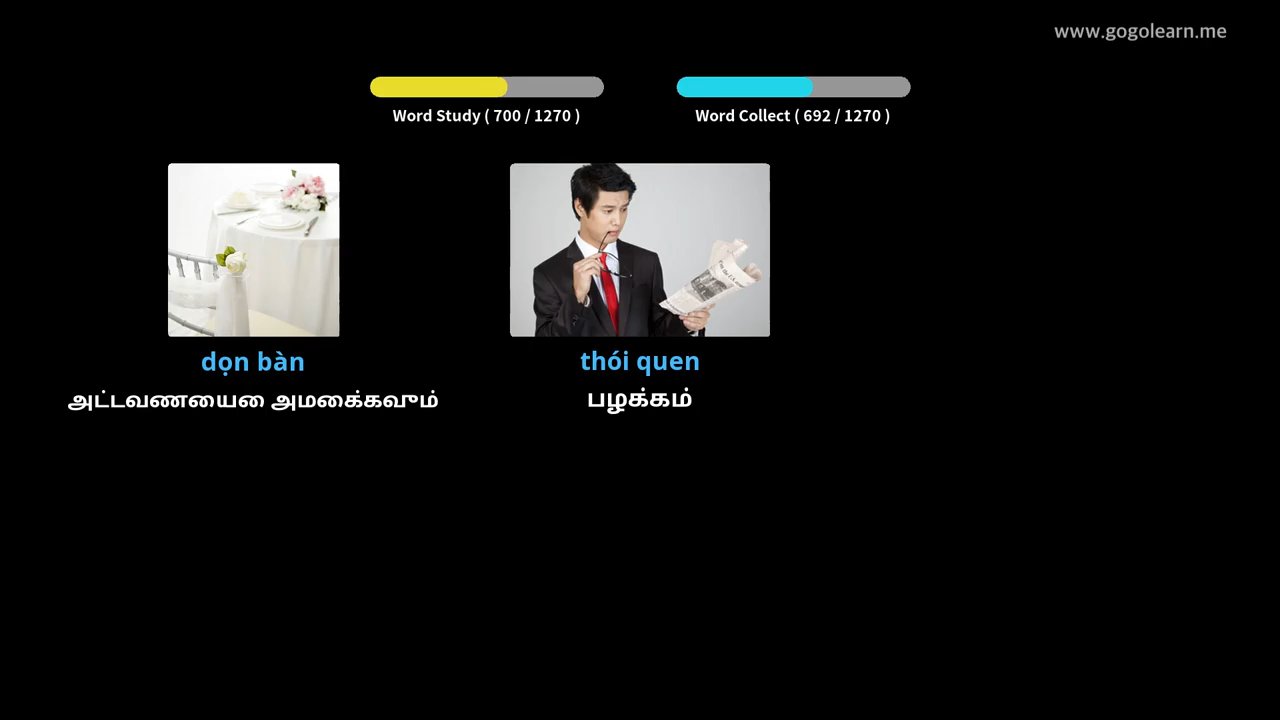 www.gogolearn.me
Word Study ( 700 / 1270 )
Word Collect ( 692 / 1270 )
dọn bàn
thói quen
அட்டவணையை அமைக்கவும்
பழக்கம்